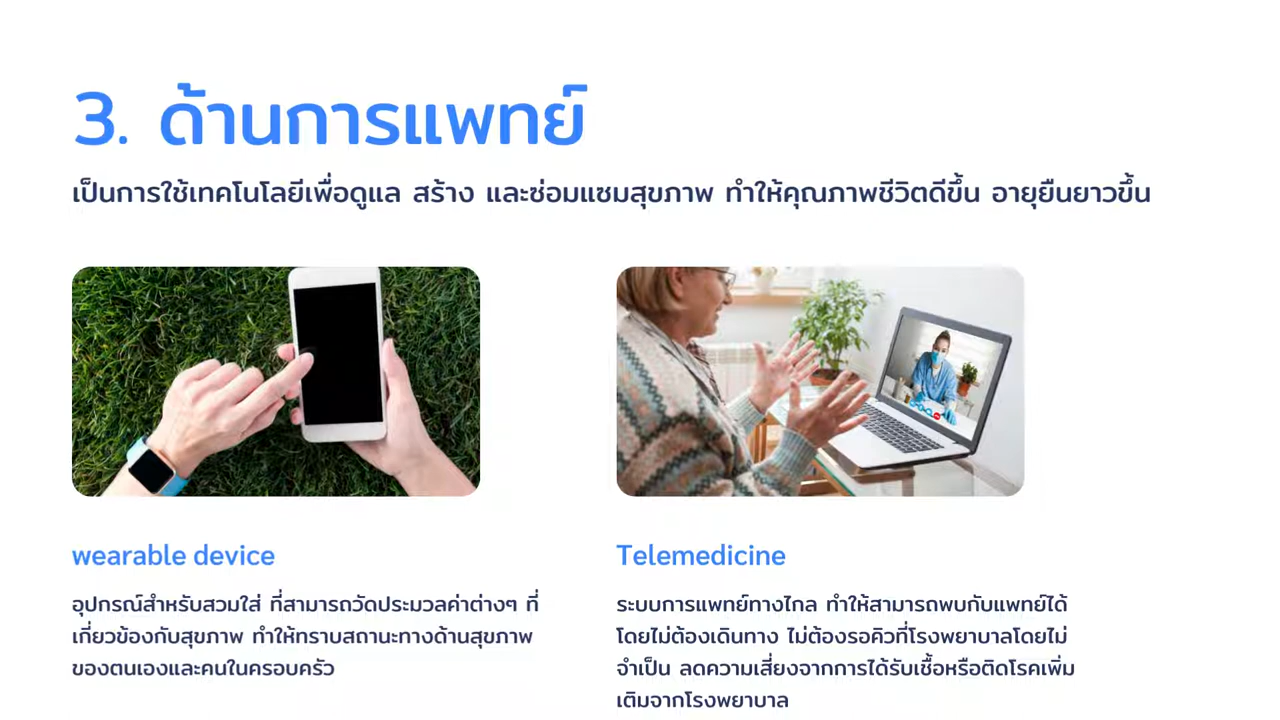 3. ด้านการแพทย์
เป็นการใช้เทคโนโลยีเพื่อดูแล สร้าง และซ่อมแซมสุขภาพ ทำให้คุณภาพชีวิตดีขึ้น อายุยืนยาวขึ้น
wearable device
อุปกรณ์สำหรับสวมใส่ ที่สามารถวัดประมวลค่าต่างๆ ที่
เกี่ยวข้องกับสุขภาพ ทำให้ทราบสถานะทางด้านสุขภาพ
ของตนเองและคนในครอบครัว
Telemedicine
ระบบการแพทย์ทางไกล ทำให้สามารถพบกับแพทย์ได้
โดยไม่ต้องเดินทาง ไม่ต้องรอคิวที่โรงพยาบาลโดยไม่
จำเป็น ลดความเสี่ยงจากการได้รับเชื้อหรือติดโรคเพิ่ม
เติมจากโรงพยาบาล